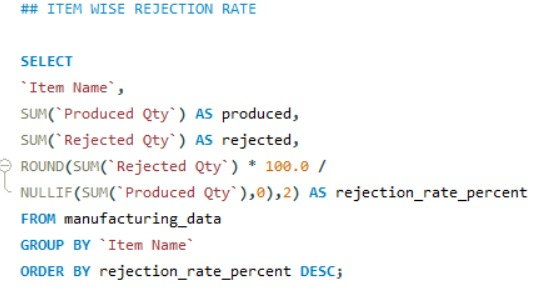 ## ITEM WISE REJECTION RATE
SELECT
`Item Name`,
SUM(`Produced Qty`) AS produced,
SUM(`Rejected Qty`) AS rejected,
ROUND(SUM(`Rejected Qty`) * 100.0 /
NULLIF(SUM(`Produced Qty`),0),2) AS rejection_rate_percent
FROM manufacturing_data
GROUP BY `Item Name`
ORDER BY rejection_rate_percent DESC;